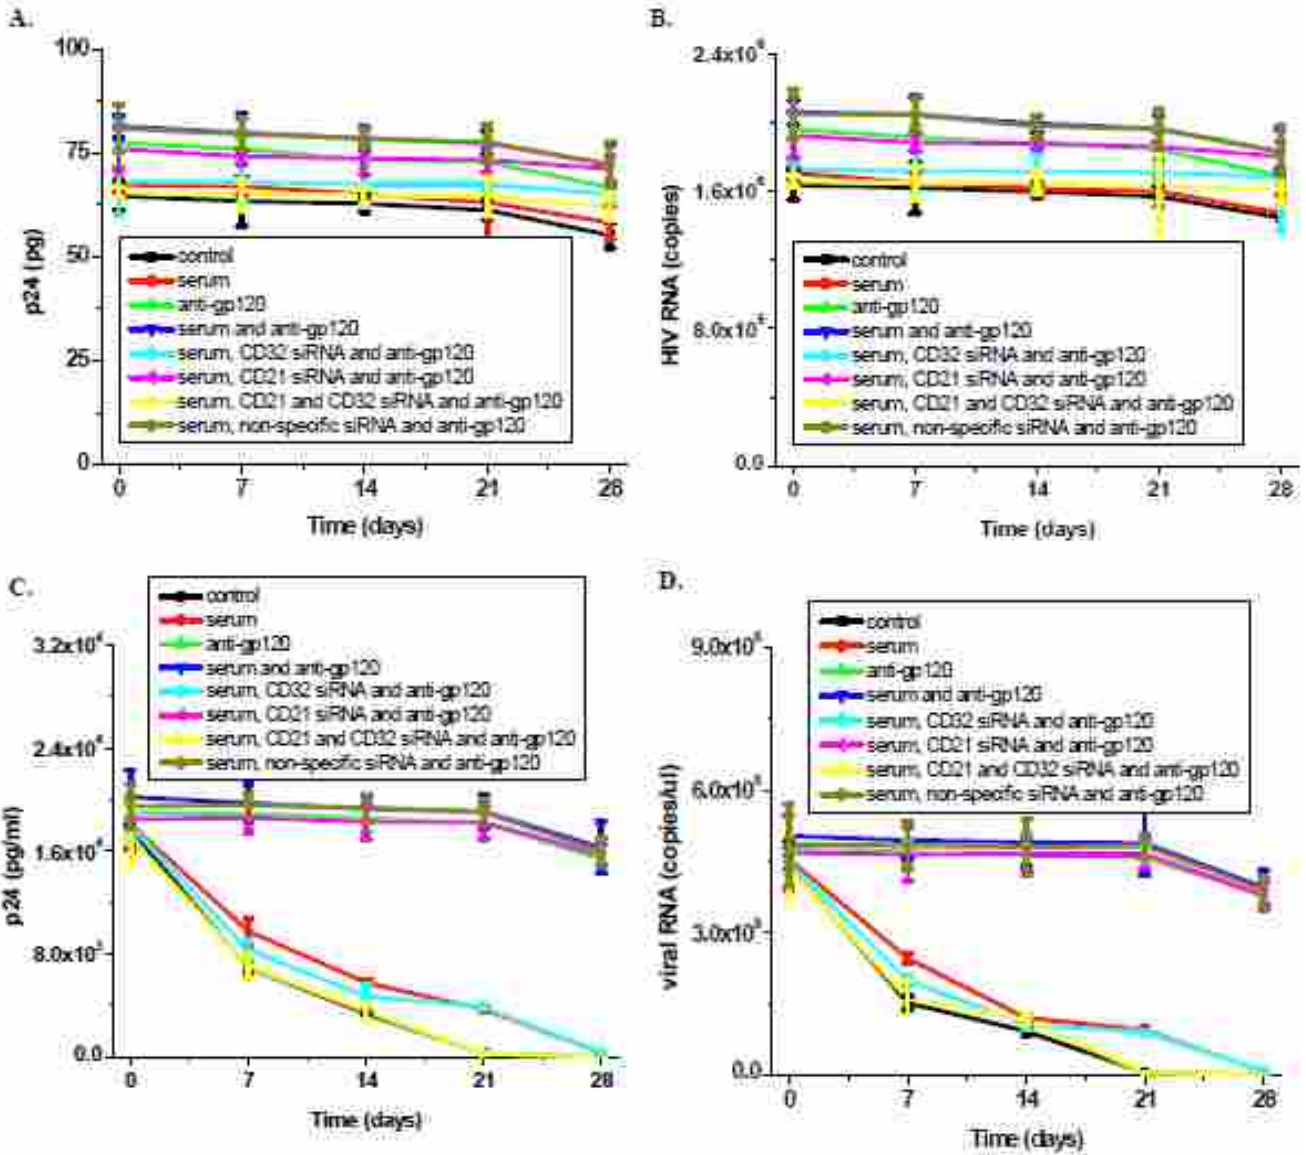 A.
100
75
50
25
0
p24 (pg)
control
serum
anti-gp120
serum and anti-gp120
serum, CD32 siRNA and anti-gp120
serum, CD21 siRNA and anti-gp120
serum, CD21 and CD32 siRNA and anti-gp120
serum, non-specific siRNA and anti-gp120
0 7 14 21 28
Time (days)
B.
1.6x10
0.0
HIV RNA (copies)
control
serum
anti-gp120
serum and anti-gp120
serum, CD32 siRNA and anti-gp120
serum, CD21 siRNA and anti-gp120
serum, CD21 and CD32 siRNA and anti-gp120
serum, non-specific siRNA and anti-gp120
0 7 14 21 28
Time (days)
C.
control
serum
anti-gp120
serum and anti-gp120
serum, CD32 siRNA and anti-gp120
serum, CD21 siRNA and anti-gp120
serum, CD21 and CD32 siRNA and anti-gp120
serum, non-specific siRNA and anti-gp120
0.0
p24 (pg/ml)
0 7 14 21 28
Time (days)
D.
control
serum
anti-gp120
serum and anti-gp120
serum, CD32 siRNA and anti-gp120
serum, CD21 siRNA and anti-gp120
serum, CD21 and CD32 siRNA and anti-gp120
serum, non-specific siRNA and anti-gp120
0.0
viral RNA (copies/ul)
0 7 14 21 28
Time (days)